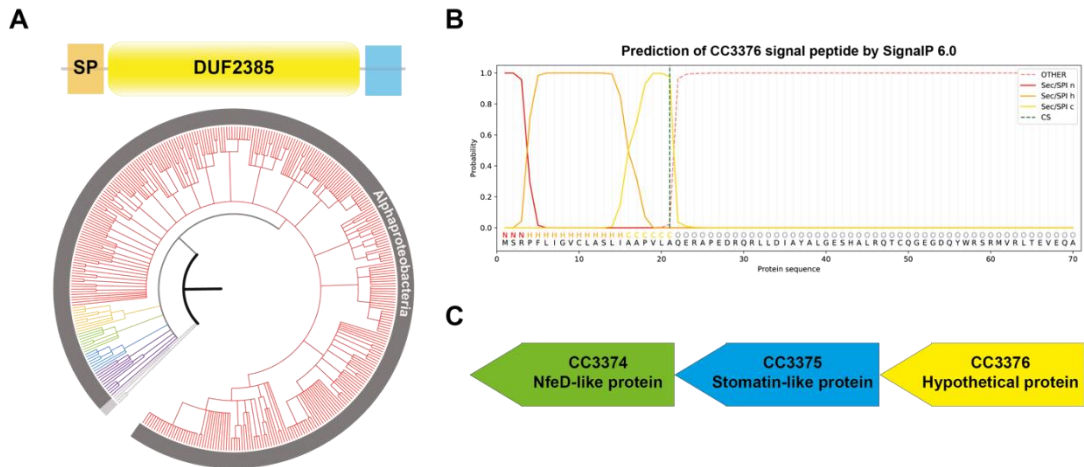 A
SP
DUF2385
Alphaproteobacteria
B
Prediction of CC3376 signal peptide by SignalP 6.0
1.0
0.8
0.6
0.4
0.2
0.0
Probability
OTHER
Sec/SPI n
Sec/SPI h
Sec/SPI c
CS
N N N H H H H H H H H H H H H C C C C C C O O O O O O O O O O O O O O O O O O O O O O O O O O O O O O O O O O O O O O O O O O O O O O O O O
M S R P F L I G V C L A S L I A A P V L A Q E R A P E D R Q R L L D I A Y A L G E S H A L R Q T C Q G E G D Q Y W R S R M V R L T E V E Q A
0 10 20 30 40 50 60 70
Protein sequence
C
CC3374
NfeD-like protein
CC3375
Stomatin-like protein
CC3376
Hypothetical protein